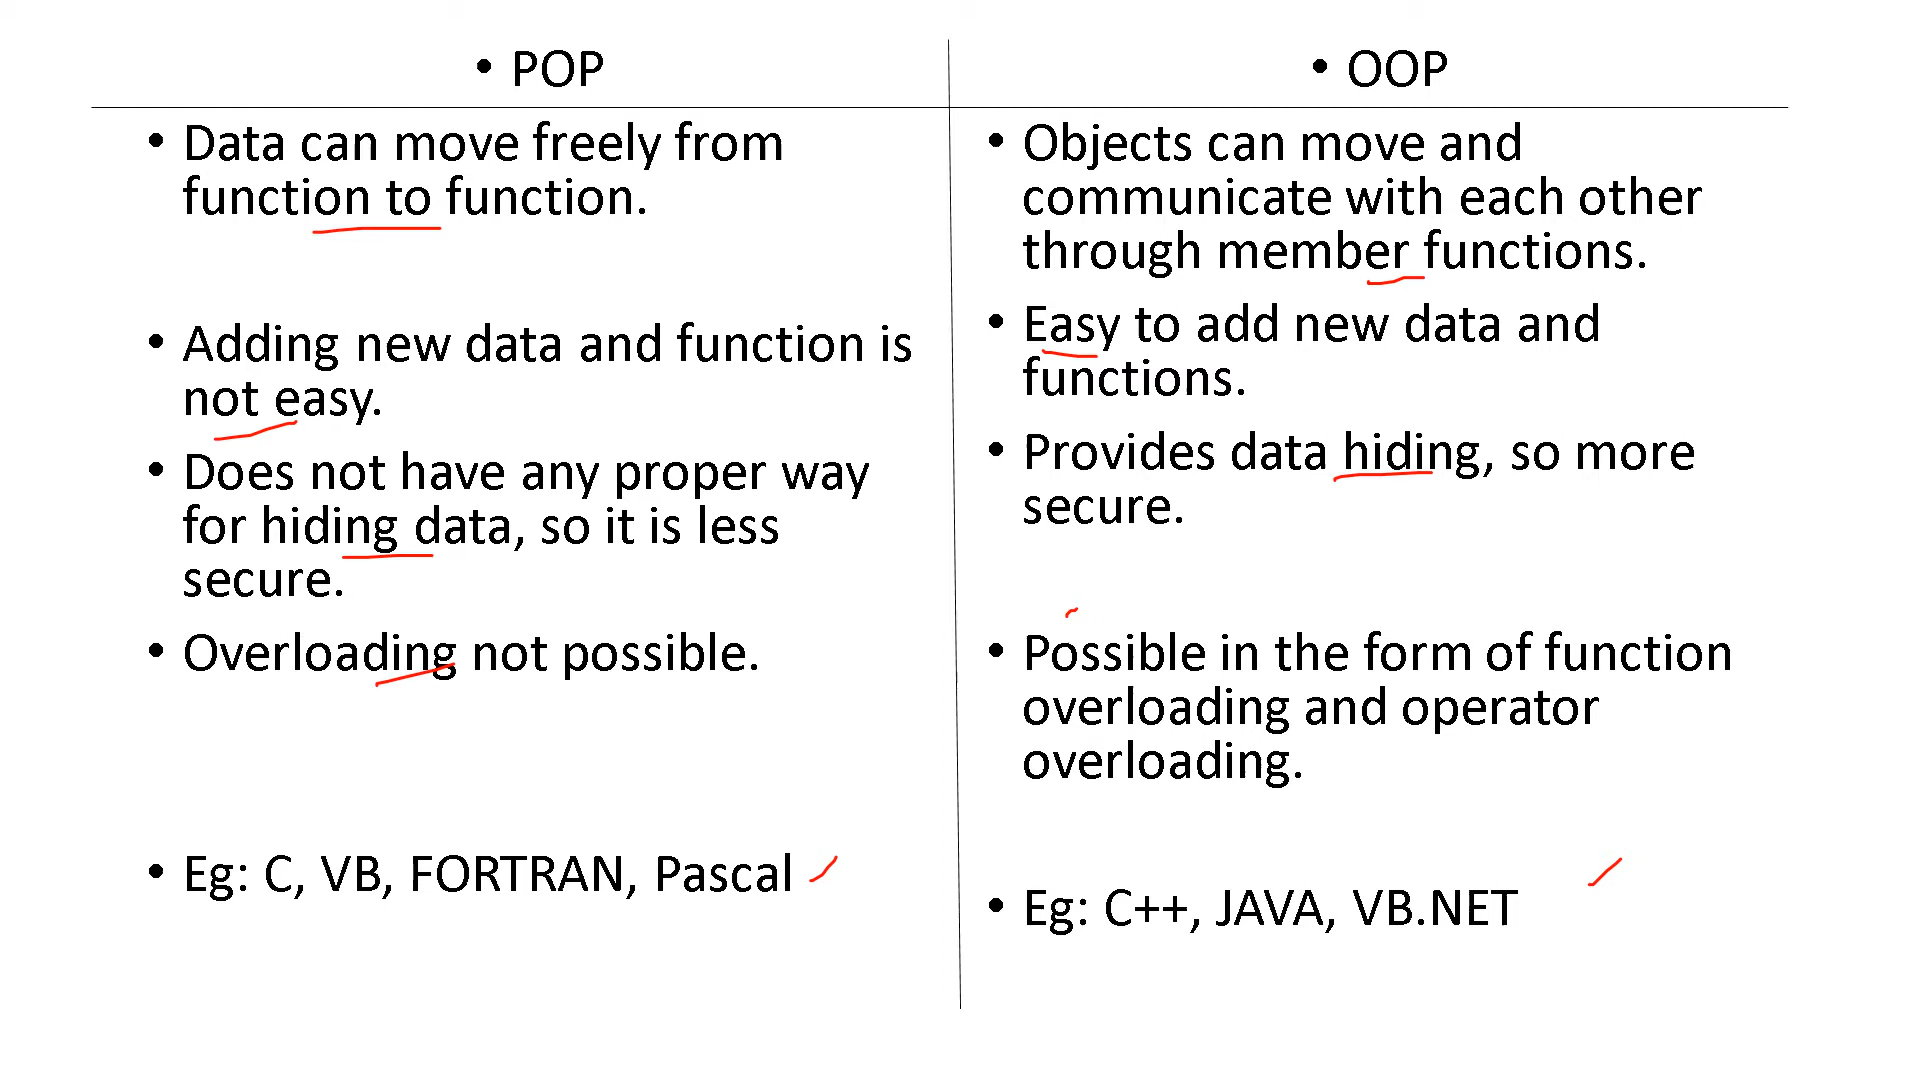 • POP
• Data can move freely from
function to function.
• Adding new data and function is
not easy.
• Does not have any proper way
for hiding data, so it is less
secure.
• Overloading not possible.
• Eg: C, VB, FORTRAN, Pascal
• OOP
• Objects can move and
communicate with each other
through member functions.
• Easy to add new data and
functions.
• Provides data hiding, so more
secure.
• Possible in the form of function
overloading and operator
overloading.
• Eg: C++, JAVA, VB.NET